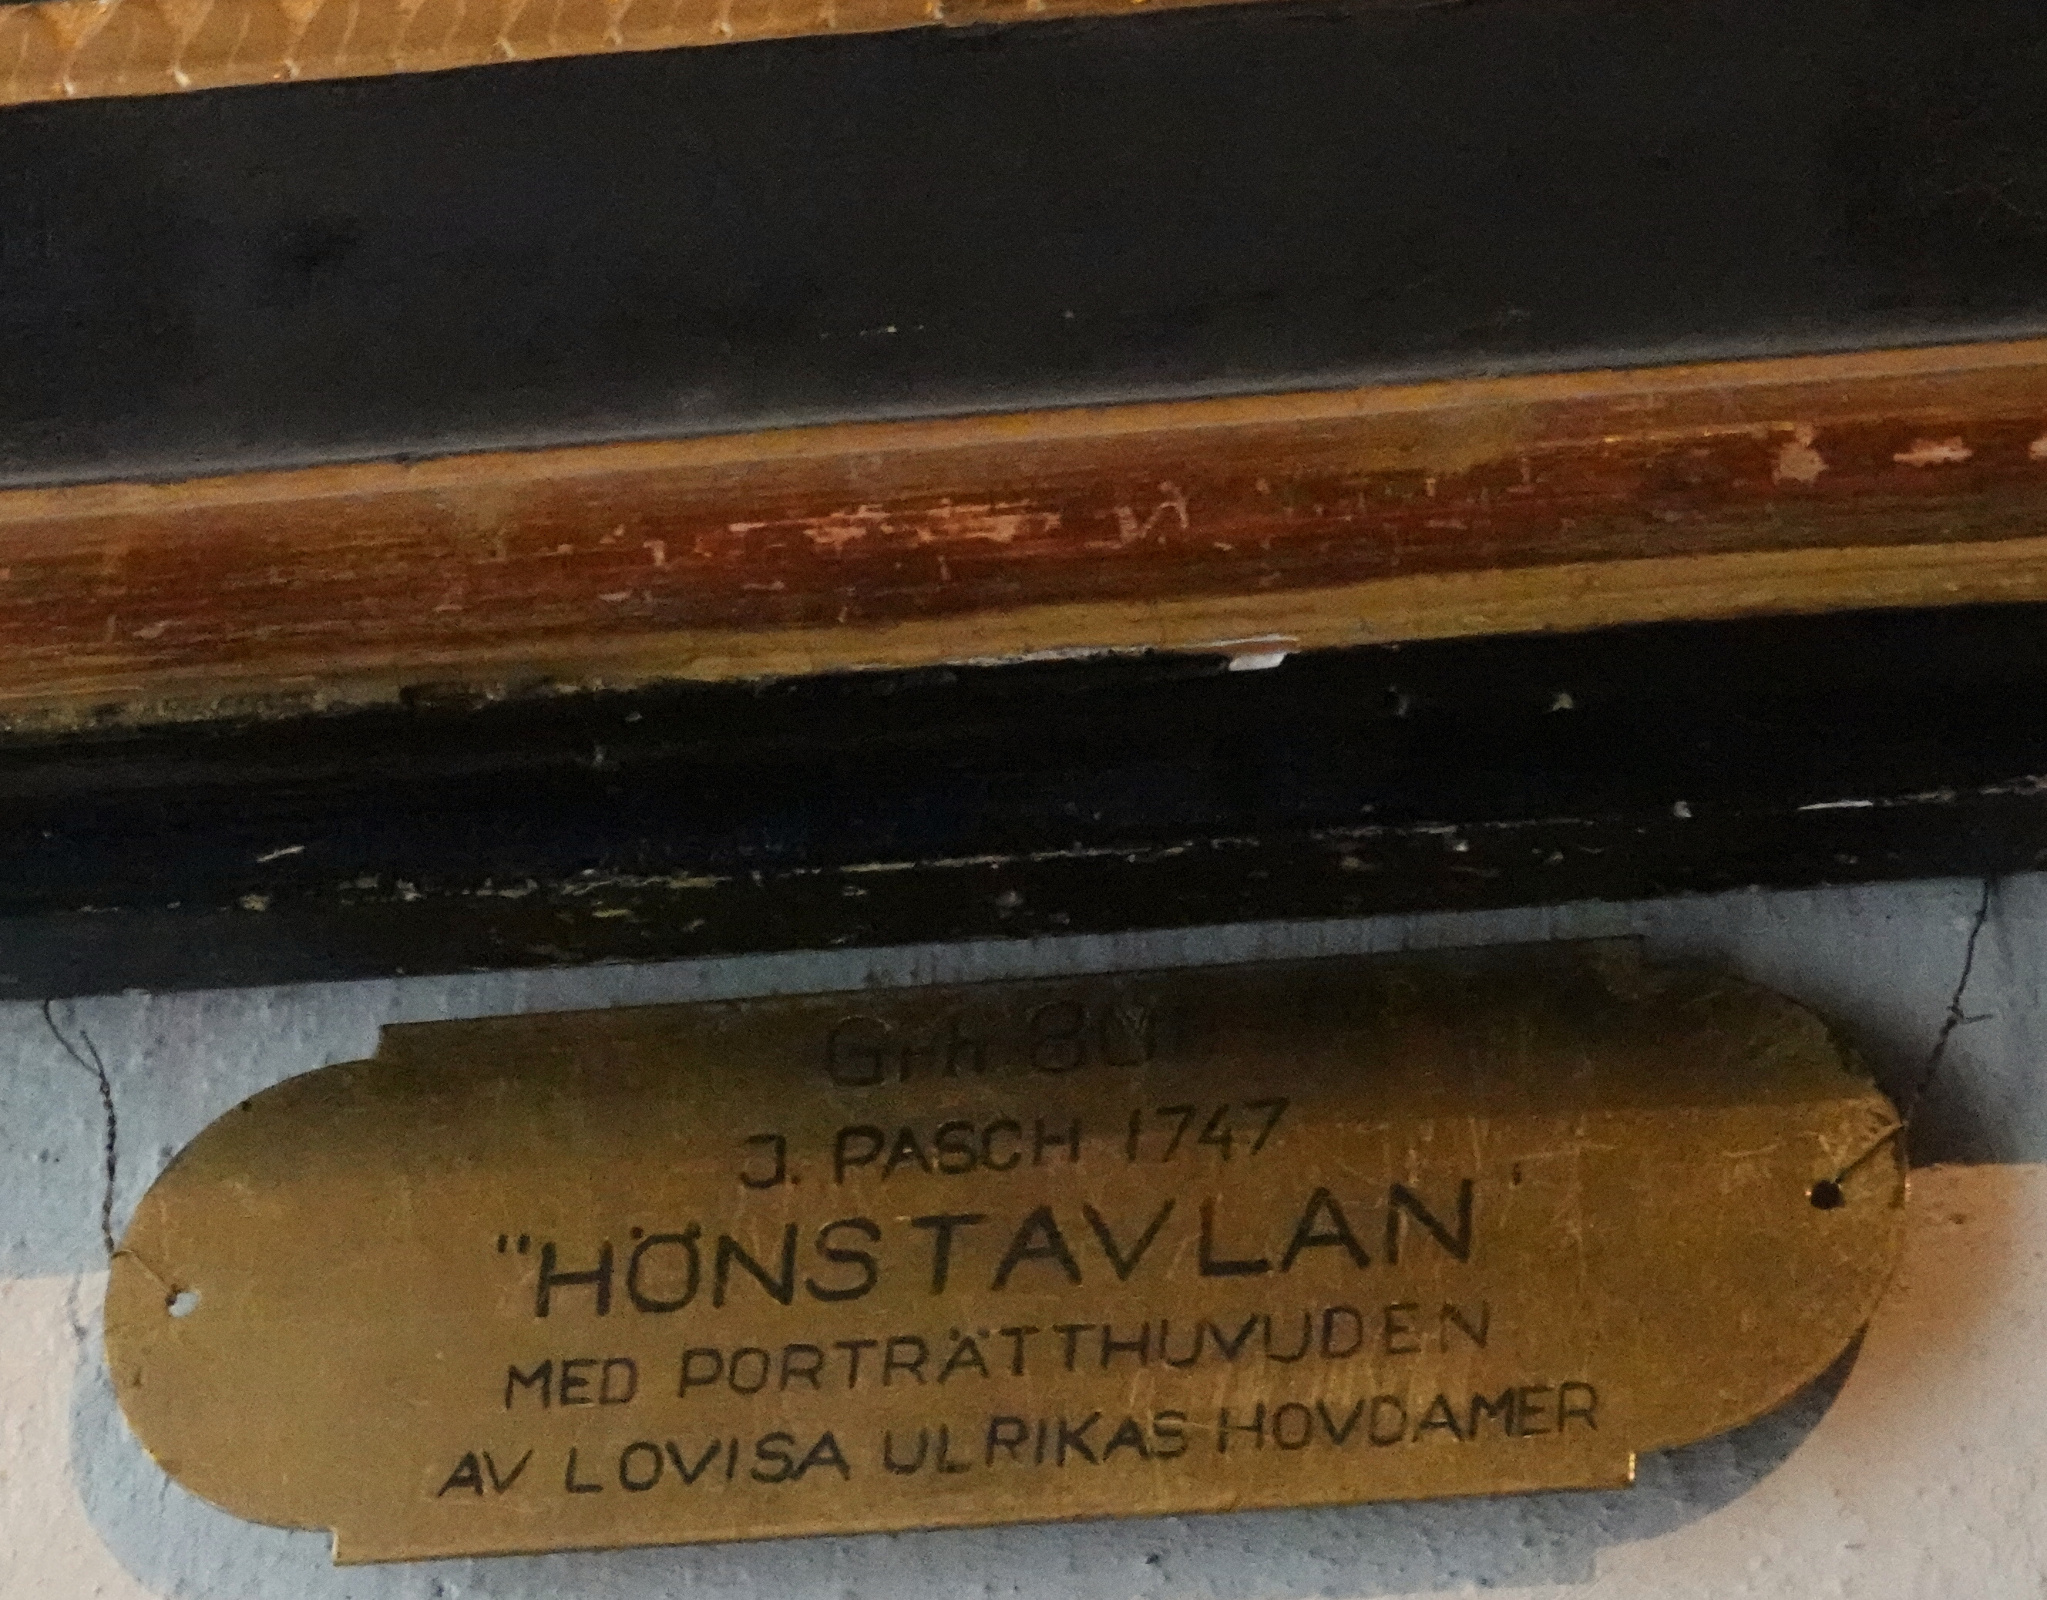 Grh 80
J. PASCH 1747
"HÖNSTAVLAN'
MED PORTRÄTTHUVUDEN
AV LOVISA ULRIKAS HOVDAMER